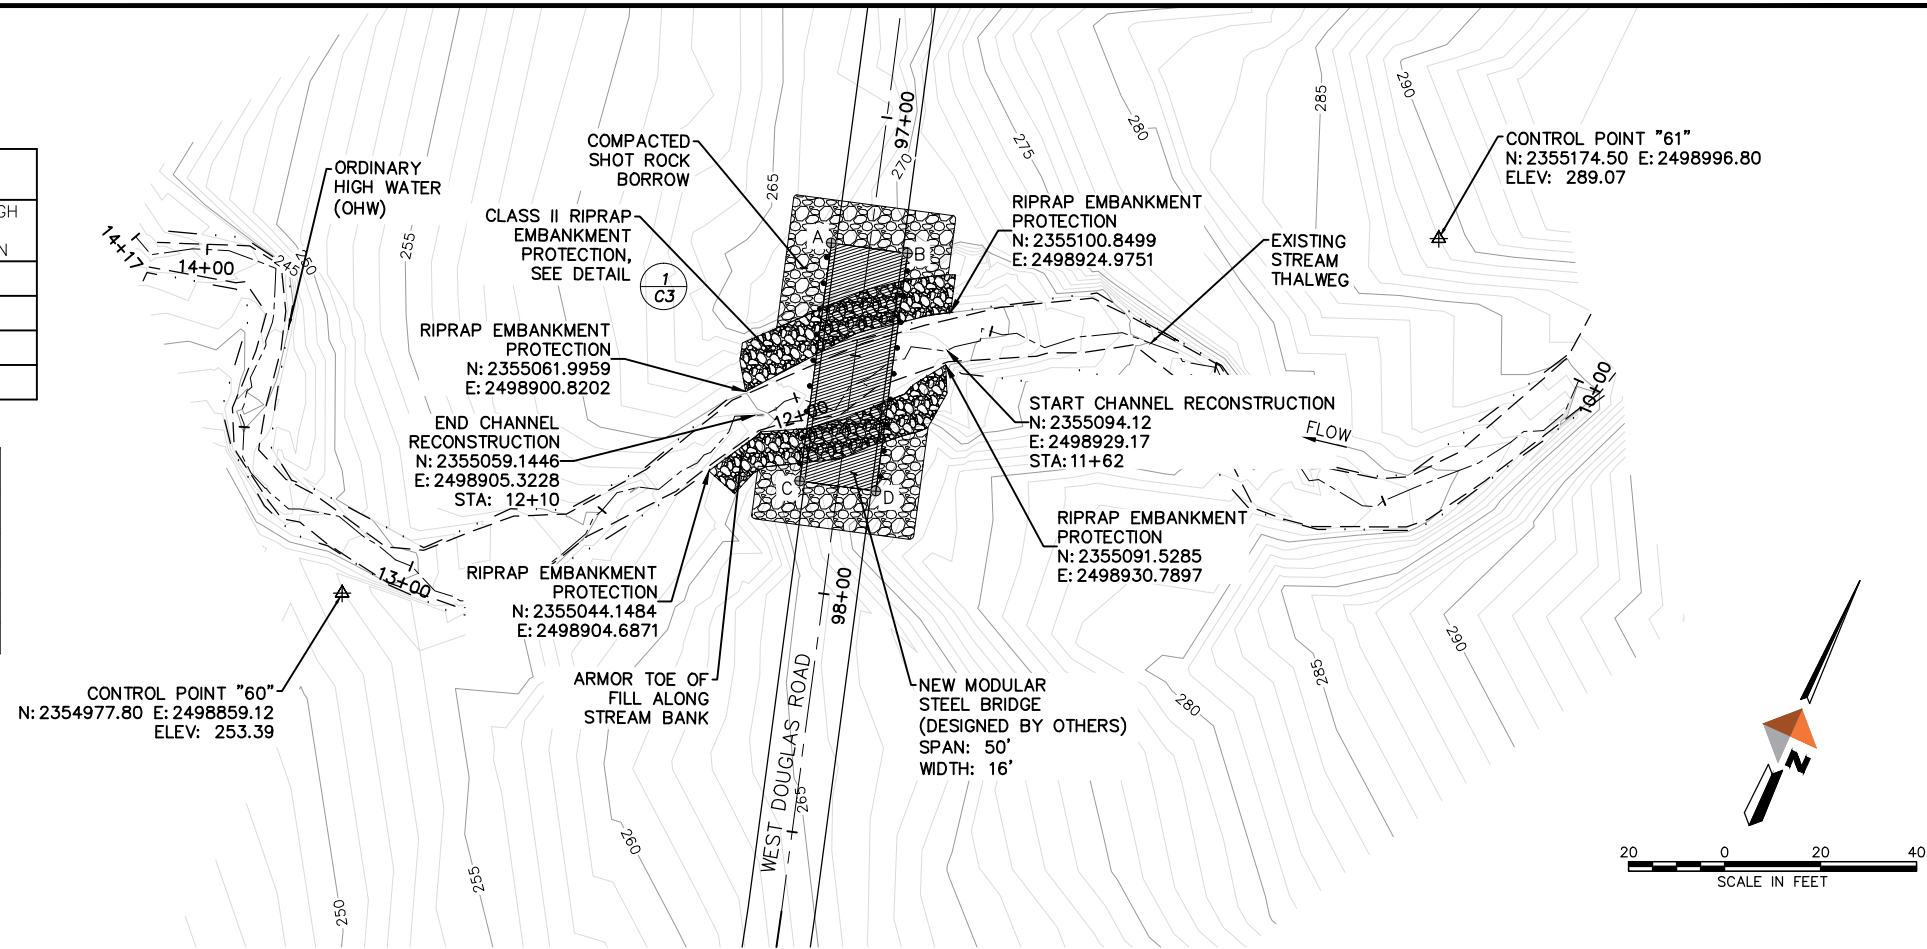 GH
N
ORDINARY
HIGH WATER
(OHW)
COMPACTED
SHOT ROCK
BORROW
CLASS II RIPRAP
EMBANKMENT
PROTECTION,
SEE DETAIL
1
C3
RIPRAP EMBANKMENT
PROTECTION
N: 2355061.9959
E: 2498900.8202
END CHANNEL
RECONSTRUCTION
N: 2355059.1446
E: 2498905.3228
STA: 12+10
RIPRAP EMBANKMENT
PROTECTION
N: 2355044.1484
E: 2498904.6871
ARMOR TOE OF
FILL ALONG
STREAM BANK
CONTROL POINT "60"
N: 2354977.80 E: 2498859.12
ELEV: 253.39
RIPRAP EMBANKMENT
PROTECTION
N: 2355100.8499
E: 2498924.9751
EXISTING
STREAM
THALWEG
CONTROL POINT "61"
N: 2355174.50 E: 2498996.80
ELEV: 289.07
START CHANNEL RECONSTRUCTION
N: 2355094.12
E: 2498929.17
STA: 11+62
FLOW
RIPRAP EMBANKMENT
PROTECTION
N: 2355091.5285
E: 2498930.7897
NEW MODULAR
STEEL BRIDGE
(DESIGNED BY OTHERS)
SPAN: 50'
WIDTH: 16'
WEST DOUGLAS ROAD
97+00
98+00
10+00
12+00
13+00
14+00
14+17
A
B
C
D
245
260
255
265
270
275
280
285
290
250
255
260
265
280
285
290
N
20 0 20 40
SCALE IN FEET